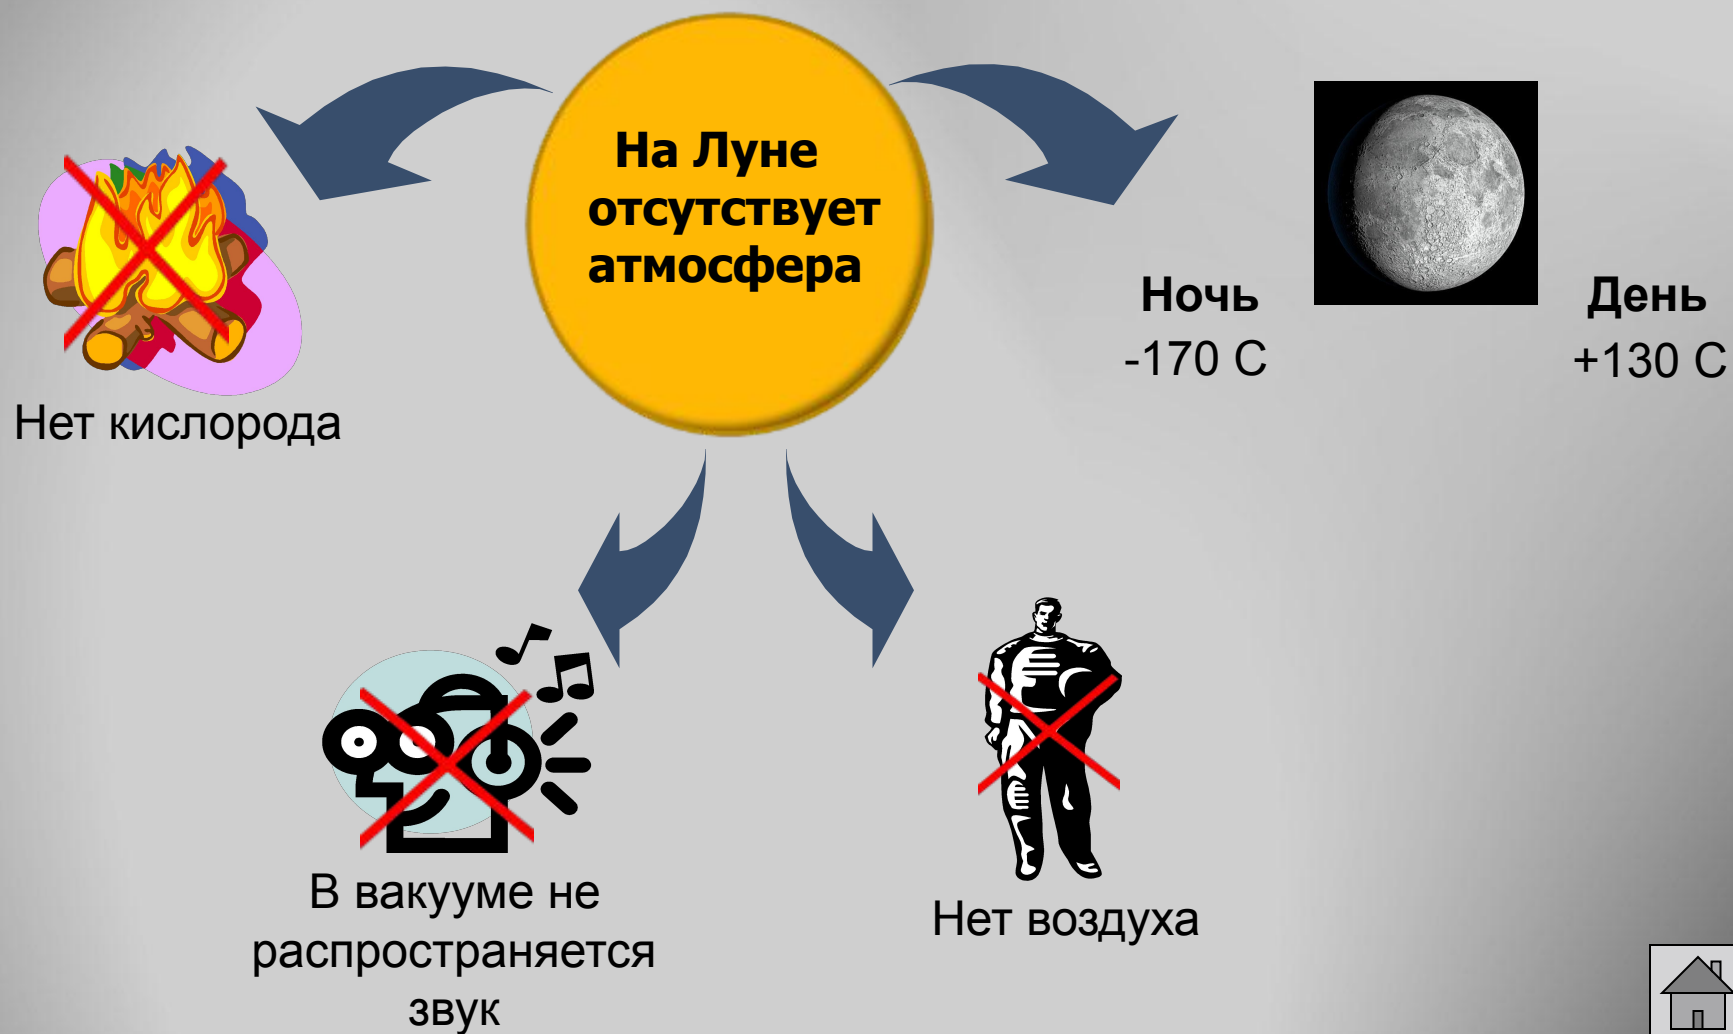 На Луне
отсутствует
атмосфера
Нет кислорода
Ночь
-170 С
День
+130 С
В вакууме не
распространяется
звук
Нет воздуха